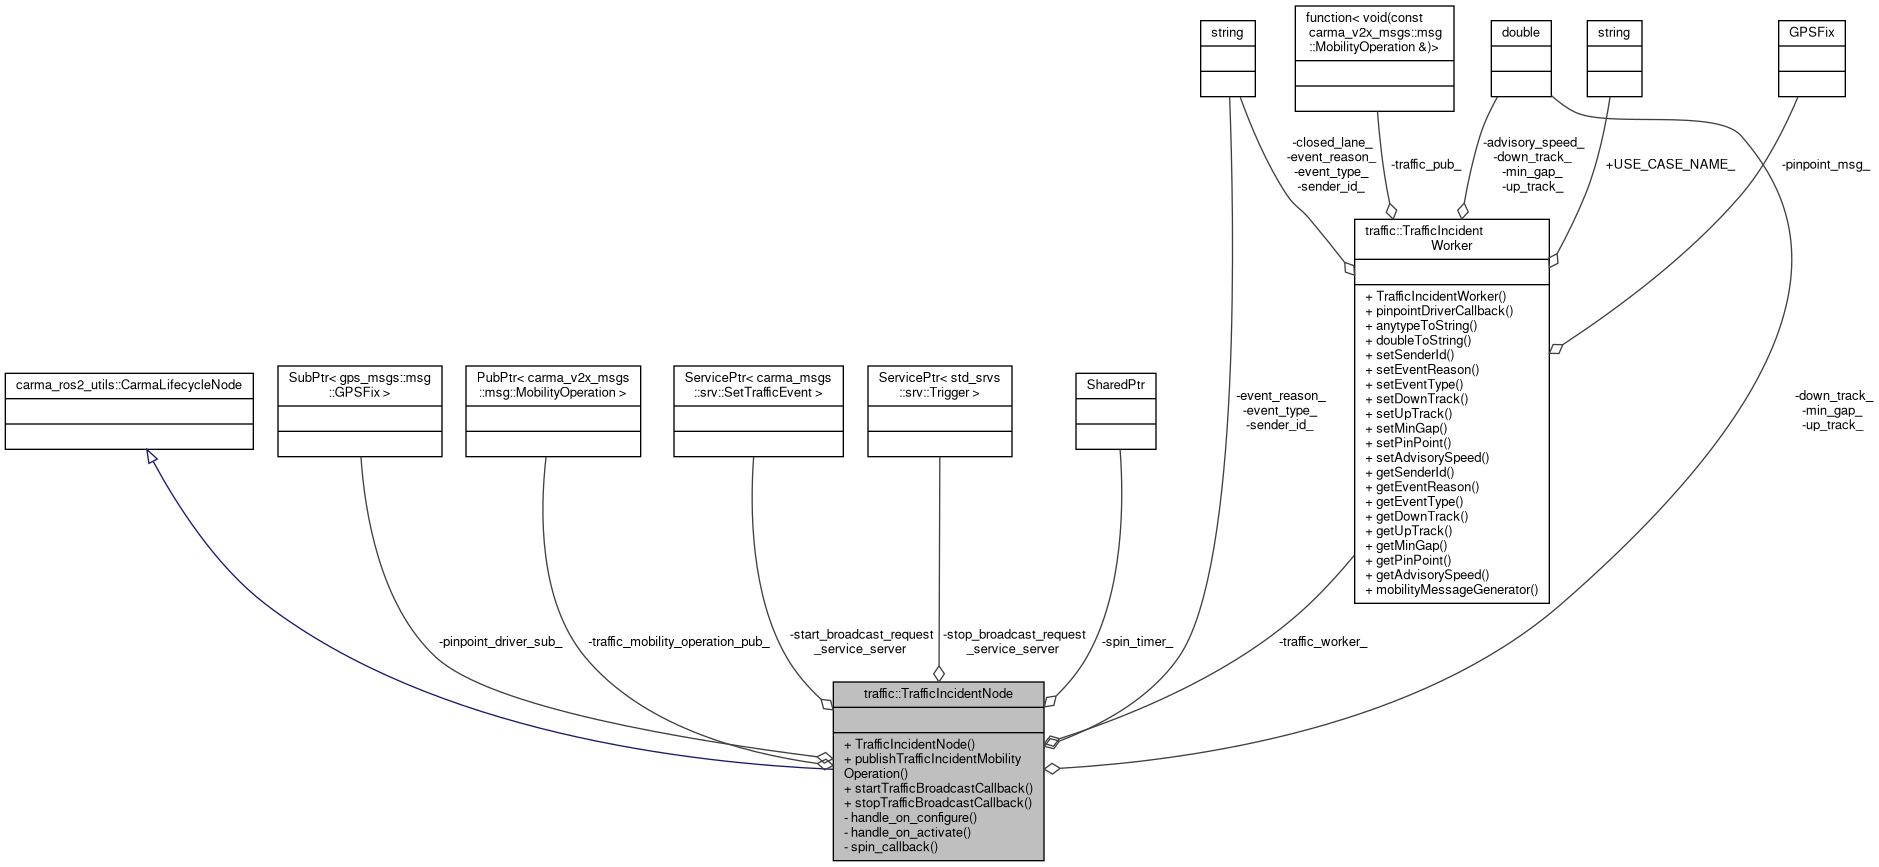 string
function< void(const
carma_v2x_msgs::msg
::MobilityOperation &)>
double
string
GPSFix
-closed_lane_
-event_reason_
-event_type_
-sender_id_
-traffic_pub_
-advisory_speed_
-down_track_
-min_gap_
-up_track_
+USE_CASE_NAME_
-pinpoint_msg_
traffic::TrafficIncident
Worker
+ TrafficIncidentWorker()
+ pinpointDriverCallback()
+ anytypeToString()
+ doubleToString()
+ setSenderId()
+ setEventReason()
+ setEventType()
+ setDownTrack()
+ setUpTrack()
+ setMinGap()
+ setPinPoint()
+ setAdvisorySpeed()
+ getSenderId()
+ getEventReason()
+ getEventType()
+ getDownTrack()
+ getUpTrack()
+ getMinGap()
+ getPinPoint()
+ getAdvisorySpeed()
+ mobilityMessageGenerator()
carma_ros2_utils::CarmaLifecycleNode
SubPtr< gps_msgs::msg
::GPSFix >
PubPtr< carma_v2x_msgs
::msg::MobilityOperation >
ServicePtr< carma_msgs
::srv::SetTrafficEvent >
ServicePtr< std_srvs
::srv::Trigger >
SharedPtr
-event_reason_
-event_type_
-sender_id_
-down_track_
-min_gap_
-up_track_
-pinpoint_driver_sub_
-traffic_mobility_operation_pub_
-start_broadcast_request
_service_server
-stop_broadcast_request
_service_server
-spin_timer_
-traffic_worker_
traffic::TrafficIncidentNode
+ TrafficIncidentNode()
+ publishTrafficIncidentMobility
Operation()
+ startTrafficBroadcastCallback()
+ stopTrafficBroadcastCallback()
- handle_on_configure()
- handle_on_activate()
- spin_callback()